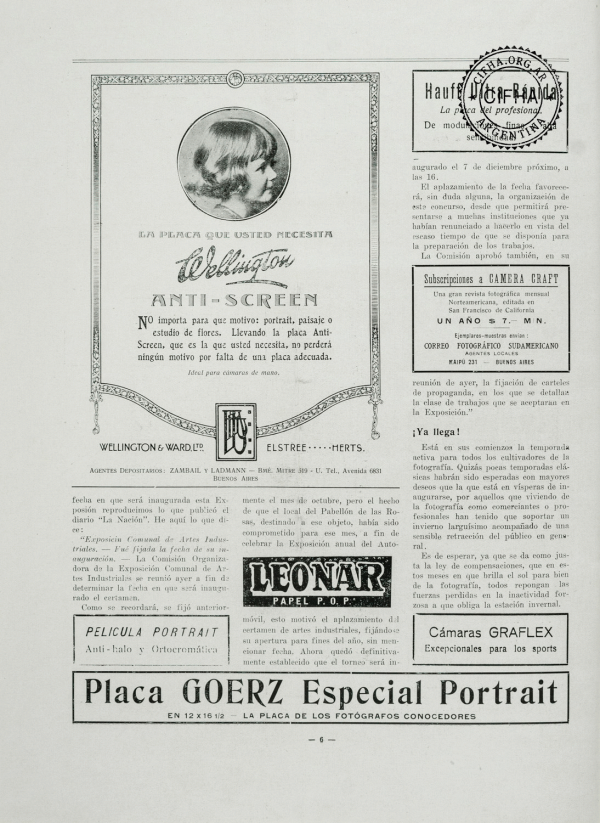 LA PLACA QUE USTED NECESITA
Wellington
ANTI-SCREEN
NO importa para que motivo: portrait, paisaje o
estudio de flores. Llevando la placa Anti-
Screen, que es la que usted necesita, no perderá
ningún motivo por falta de una placa adecuada.
Ideal para cámaras de mano.
WELLINGTON & WARD, LTD.
ELSTREE·····HERTS.
AGENTES DEPOSITARIOS: ZAMBAIL Y LADMANN — BMÉ. MITRE 319 - U. Tel., Avenida 6831
BUENOS AIRES
fecha en que será inaugurada esta Ex-
posición reproducimos lo que publicó el
diario "La Nación". He aquí lo que di-
ce:
"Exposición Comunal de Artes Indus-
triales. — Fué fijada la fecha de su in-
auguración. — La Comisión Organiza-
dora de la Exposición Comunal de Ar-
tes Industriales se reunió ayer a fin de
determinar la fecha en que será inaugu-
rado el certamen.
Como se recordará, se fijó anterior-
PELICULA PORTRAIT
Anti-halo y Ortocromática
mente el mes de octubre, pero el hecho
de que el local del Pabellón de las Ro-
sas, destinado a ese objeto, había sido
comprometido para ese mes, a fin de
celebrar la Exposición anual del Auto-
LEONAR
PAPEL P.O.P.
móvil, esto motivó el aplazamiento del
certamen de artes industriales, fijándose
su apertura para fines del año, sin men-
cionar fecha. Ahora quedó definitiva-
mente establecido que el torneo será in-
Hauff Ultra Rápida
La placa del profesional.
De
CIFHA.ORG.AR
CIFHA
ARGENTINA
augurado el 7 de diciembre próximo, a
las 16.
El aplazamiento de la fecha favorece-
rá, sin duda alguna, la organización de
este concurso, desde que permitirá pre-
sentarse a muchas instituciones que ya
habían renunciado a hacerlo en vista del
escaso tiempo de que se disponía para
la preparación de los trabajos.
La Comisión aprobó también, en su
Subscripciones a CAMERA CRAFT
Una gran revista fotográfica mensual
Norteamericana, editada en
San Francisco de California
UN AÑO $ 7.— M/N.
Ejemplares-muestras envían:
CORREO FOTOGRÁFICO SUDAMERICANO
AGENTES LOCALES
MAIPÚ 231 — BUENOS AIRES
reunión de ayer, la fijación de carteles
de propaganda, en los que se detallan
la clase de trabajos que se aceptarán en
la Exposición."
¡Ya llega!
Está en sus comienzos la temporada
activa para todos los cultivadores de la
fotografía. Quizás pocas temporadas clá-
sicas habrán sido esperadas con mayores
deseos que la que está en vísperas de in-
augurarse, por aquellos que viviendo de
la fotografía como comerciantes o pro-
fesionales han tenido que soportar un
invierno larguísimo acompañado de una
sensible retracción del público en gene-
ral.
Es de esperar, ya que se da como jus-
ta la ley de compensaciones, que en es-
tos meses en que brilla el sol para bien
de la fotografía, todos repongan las
fuerzas perdidas en la inactividad for-
zosa a que obliga la estación invernal.
Cámaras GRAFLEX
Excepcionales para los sports
Placa GOERZ Especial Portrait
EN 12 x 16 1/2 — LA PLACA DE LOS FOTÓGRAFOS CONOCEDORES
— 6 —